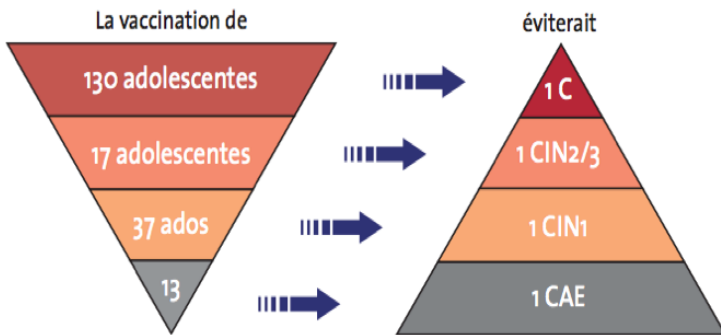 La vaccination de
130 adolescentes
17 adolescentes
37 ados
13
éviterait
1 C
1 CIN2/3
1 CIN1
1 CAE